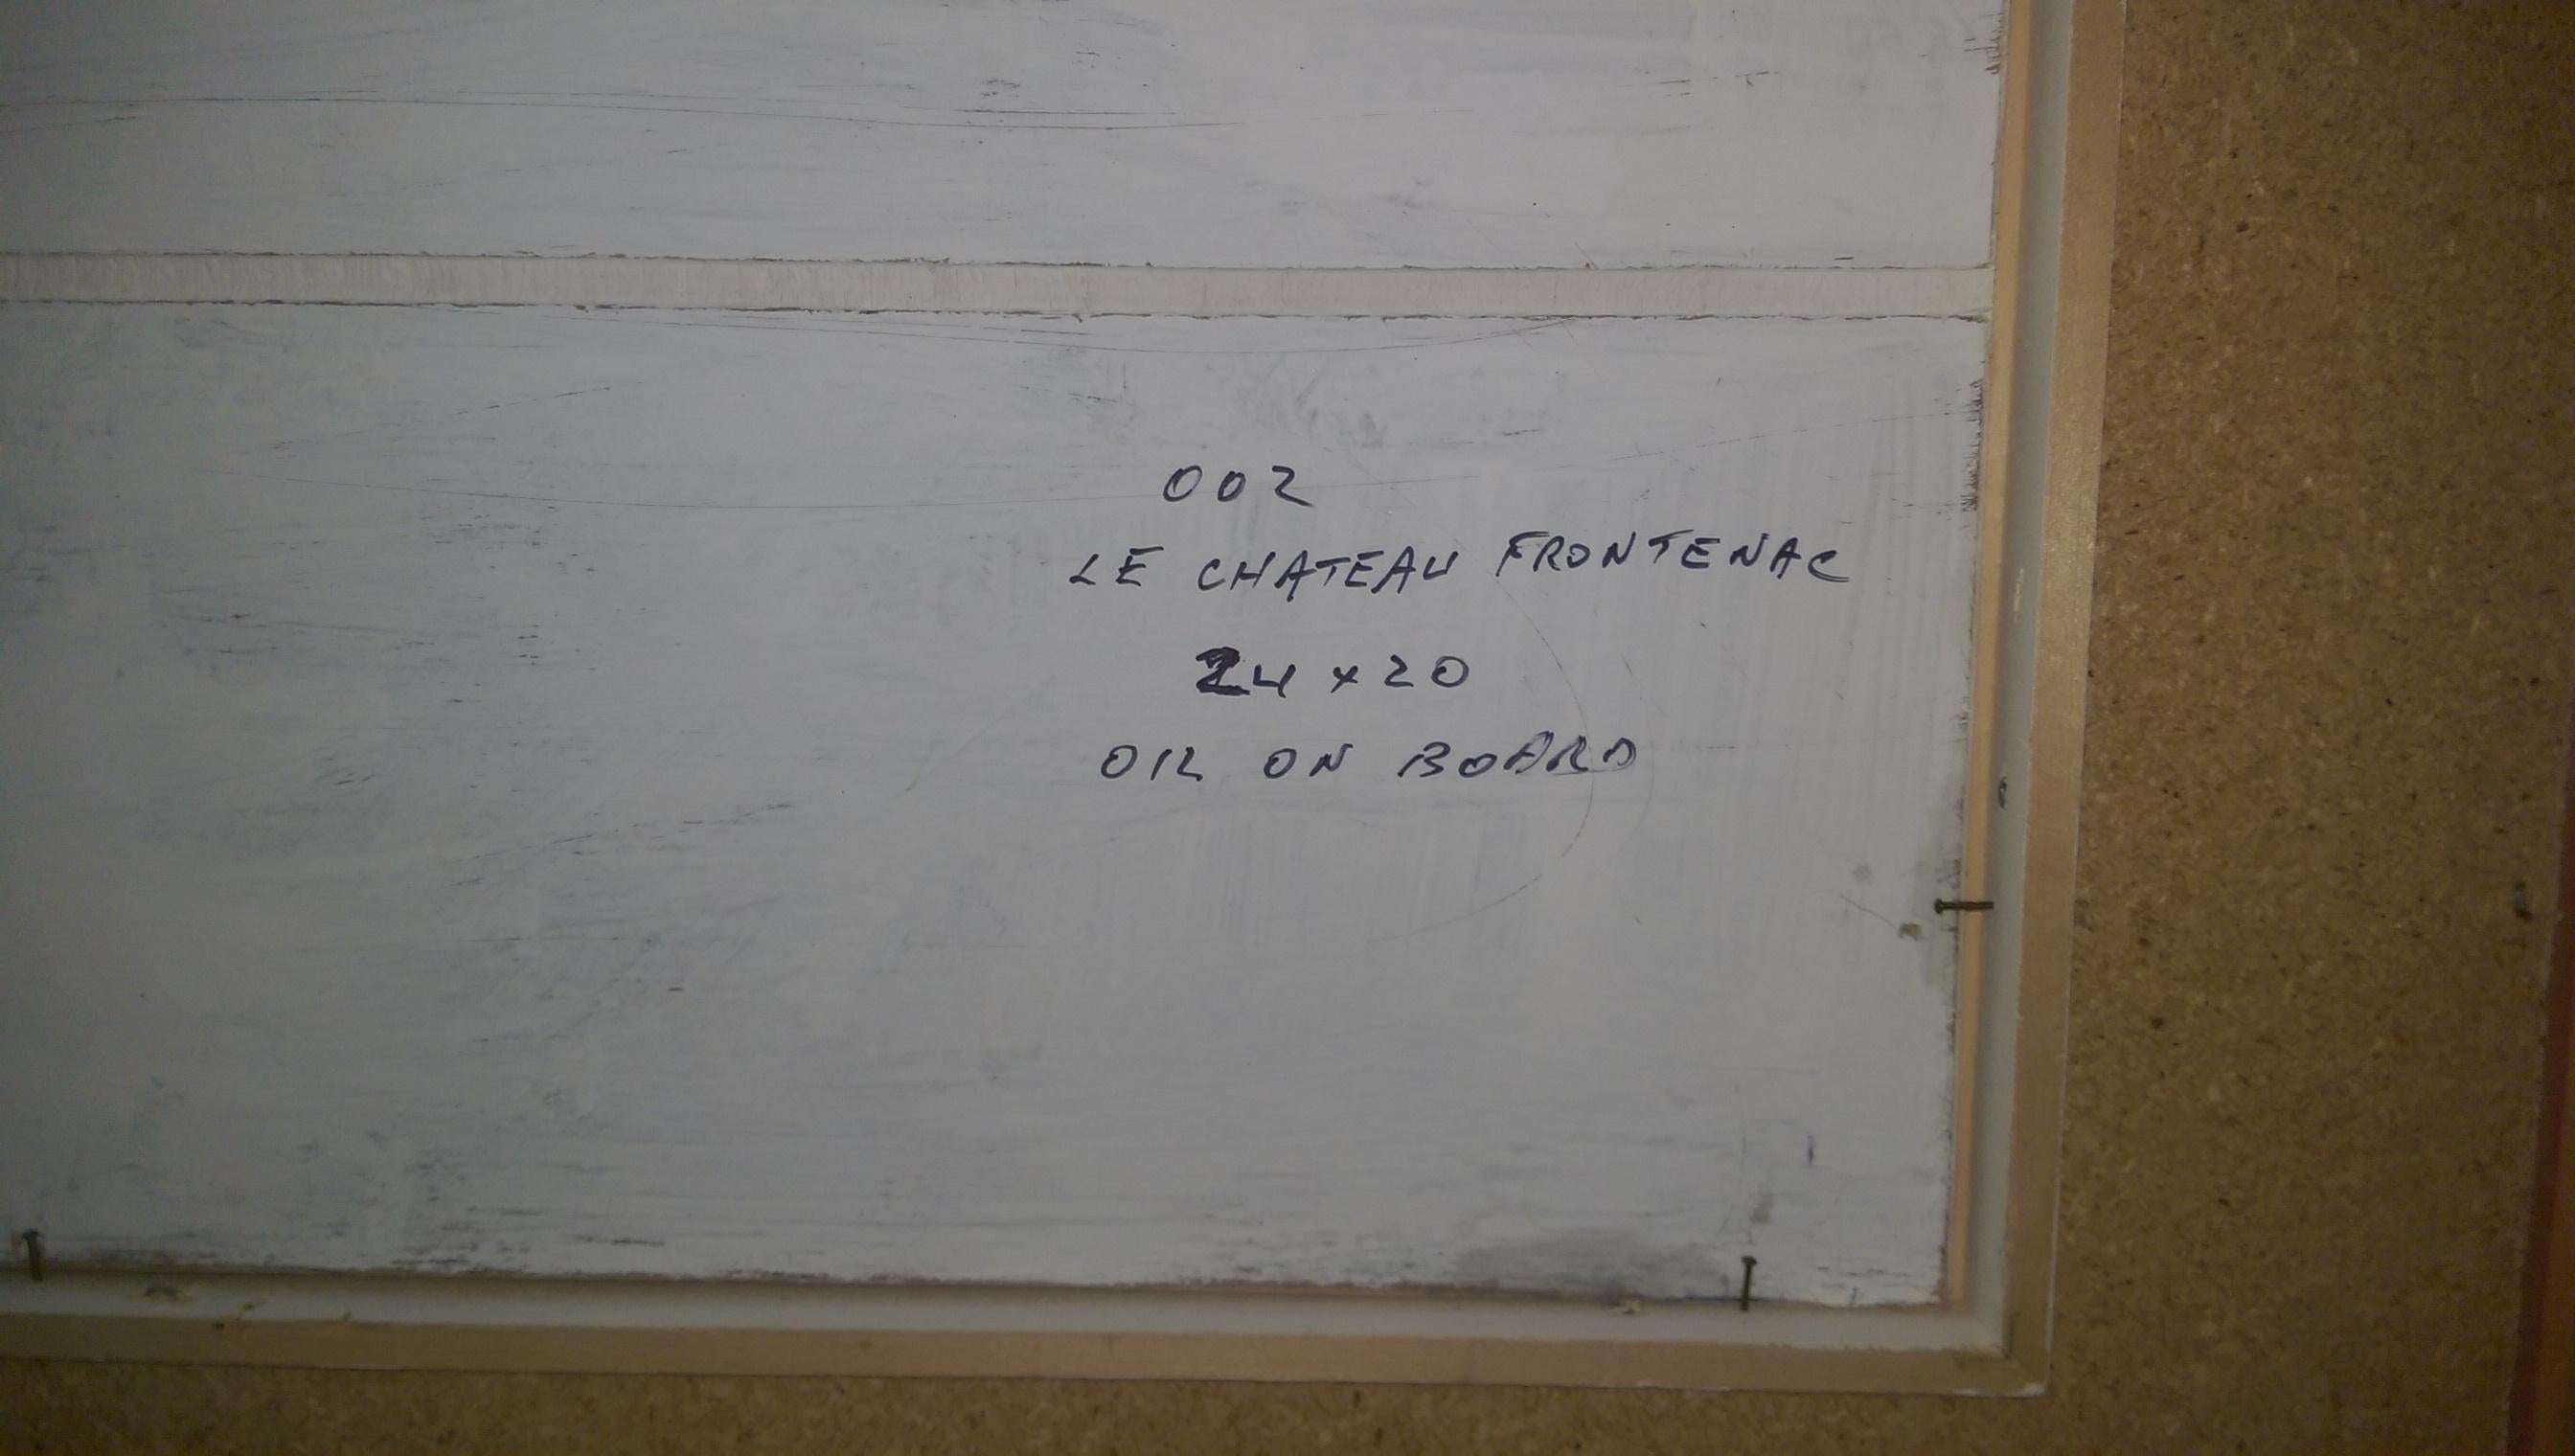 002
LE CHATEAU FRONTENAC
24 x 20
OIL ON BOARD